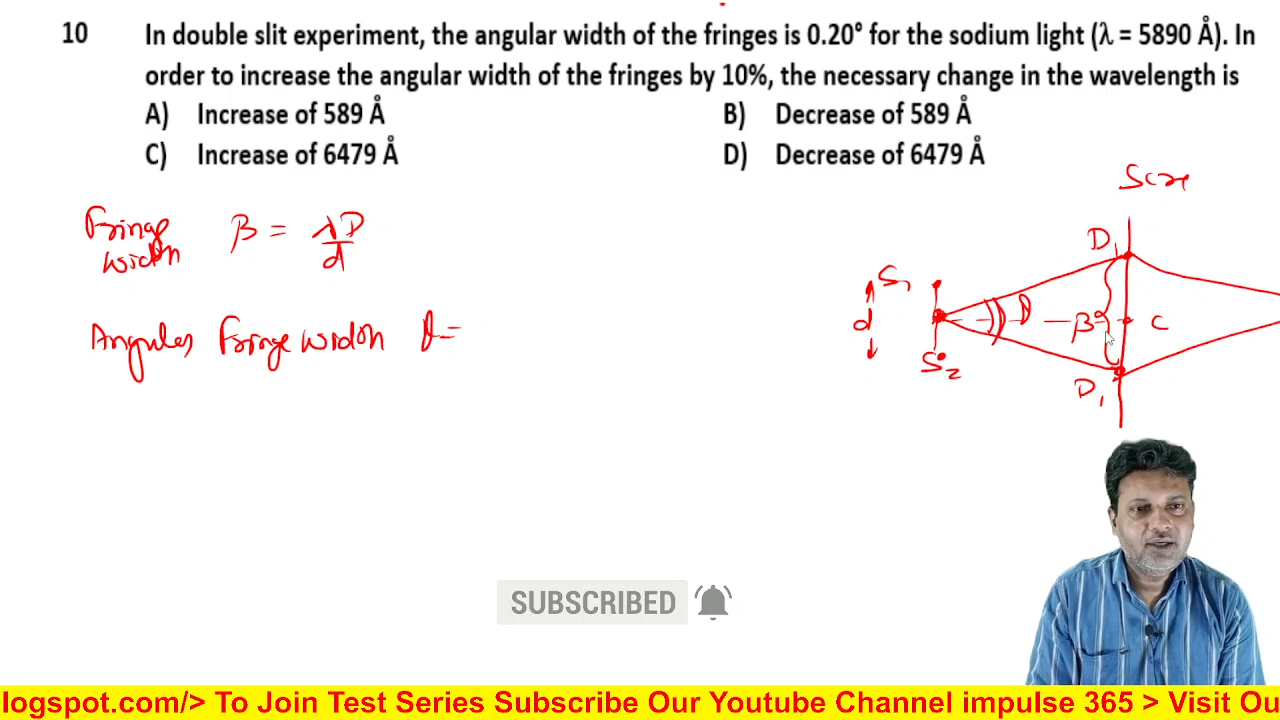 10 In double slit experiment, the angular width of the fringes is 0.20° for the sodium light (λ = 5890 Å). In
order to increase the angular width of the fringes by 10%, the necessary change in the wavelength is
A) Increase of 589 Å B) Decrease of 589 Å
C) Increase of 6479 Å D) Decrease of 6479 Å
Scre
Fringe
width β = λD
d
D1
S1
d
θ
β
C
Angular Fringe width θ =
S2
D1
SUBSCRIBED
logspot.com/> To Join Test Series Subscribe Our Youtube Channel impulse 365 > Visit Ou